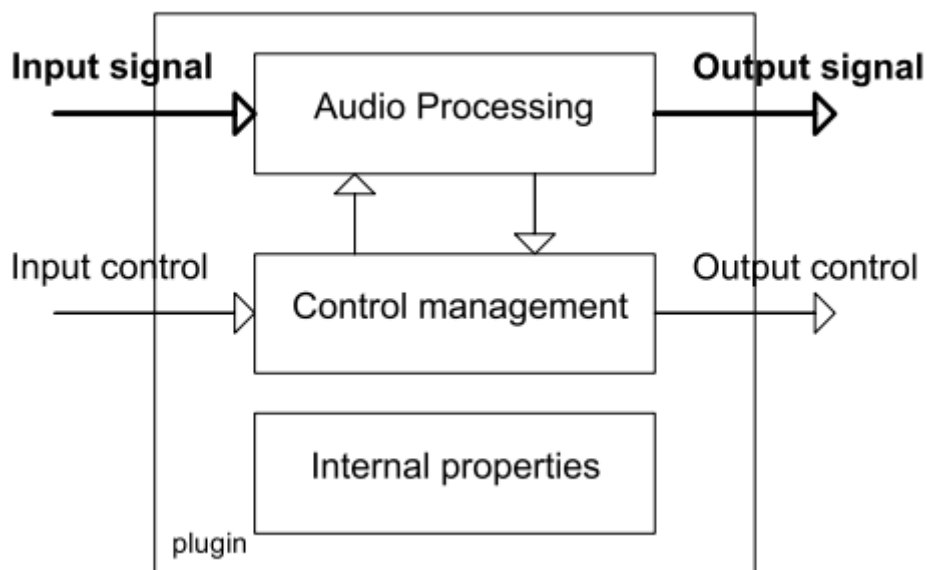 Input signal
Output signal
Audio Processing
Input control
Output control
Control management
Internal properties
plugin